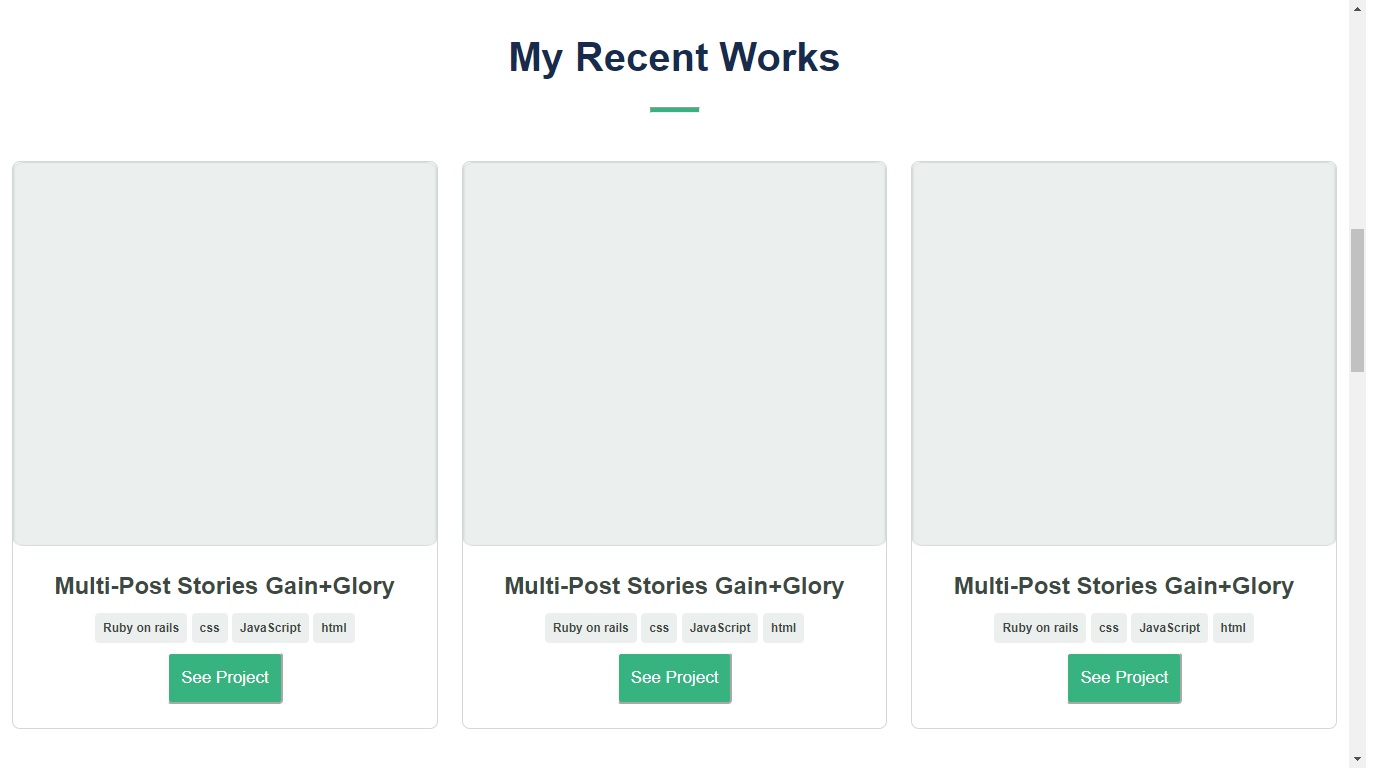 My Recent Works
Multi-Post Stories Gain+Glory
Ruby on rails css JavaScript html
See Project
Multi-Post Stories Gain+Glory
Ruby on rails css JavaScript html
See Project
Multi-Post Stories Gain+Glory
Ruby on rails css JavaScript html
See Project